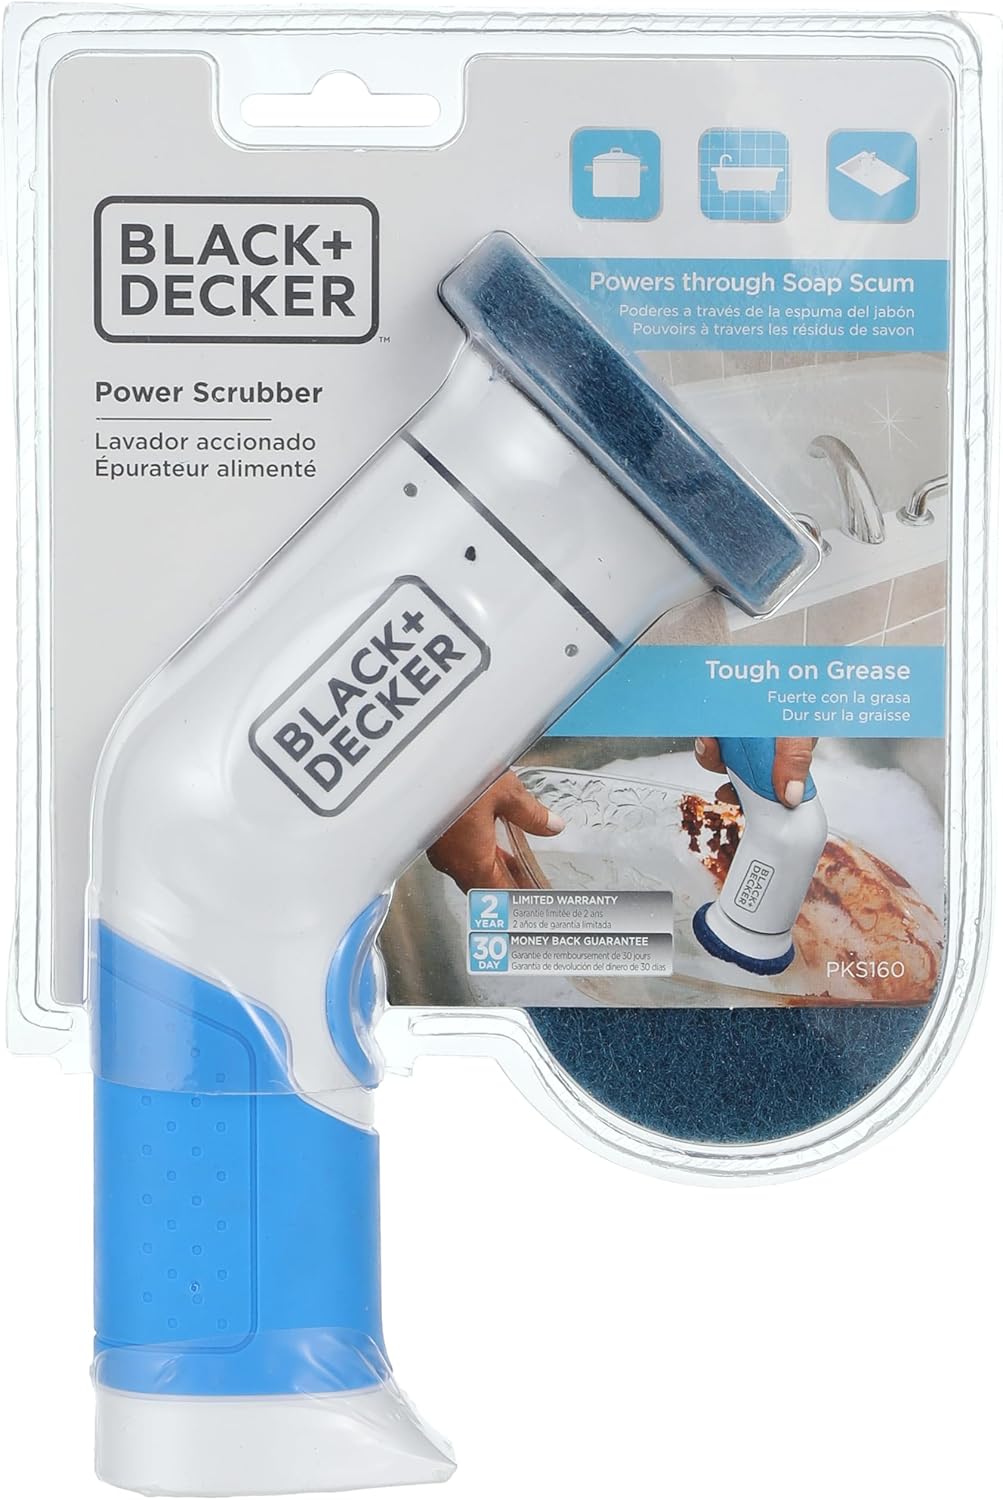 BLACK+
DECKER
™
Power Scrubber
Lavador accionado
Épurateur alimenté
Powers through Soap Scum
Poderes a través de la espuma del jabón
Pouvoirs à travers les résidus de savon
BLACK+
DECKER
Tough on Grease
Fuerte con la grasa
Dur sur la graisse
BLACK+
DECKER
2
YEAR
LIMITED WARRANTY
Garantie limitée de 2 ans
2 años de garantía limitada
30
DAY
MONEY BACK GUARANTEE
Garantie de remboursement de 30 jours
Garantía de devolución del dinero de 30 días
PKS160